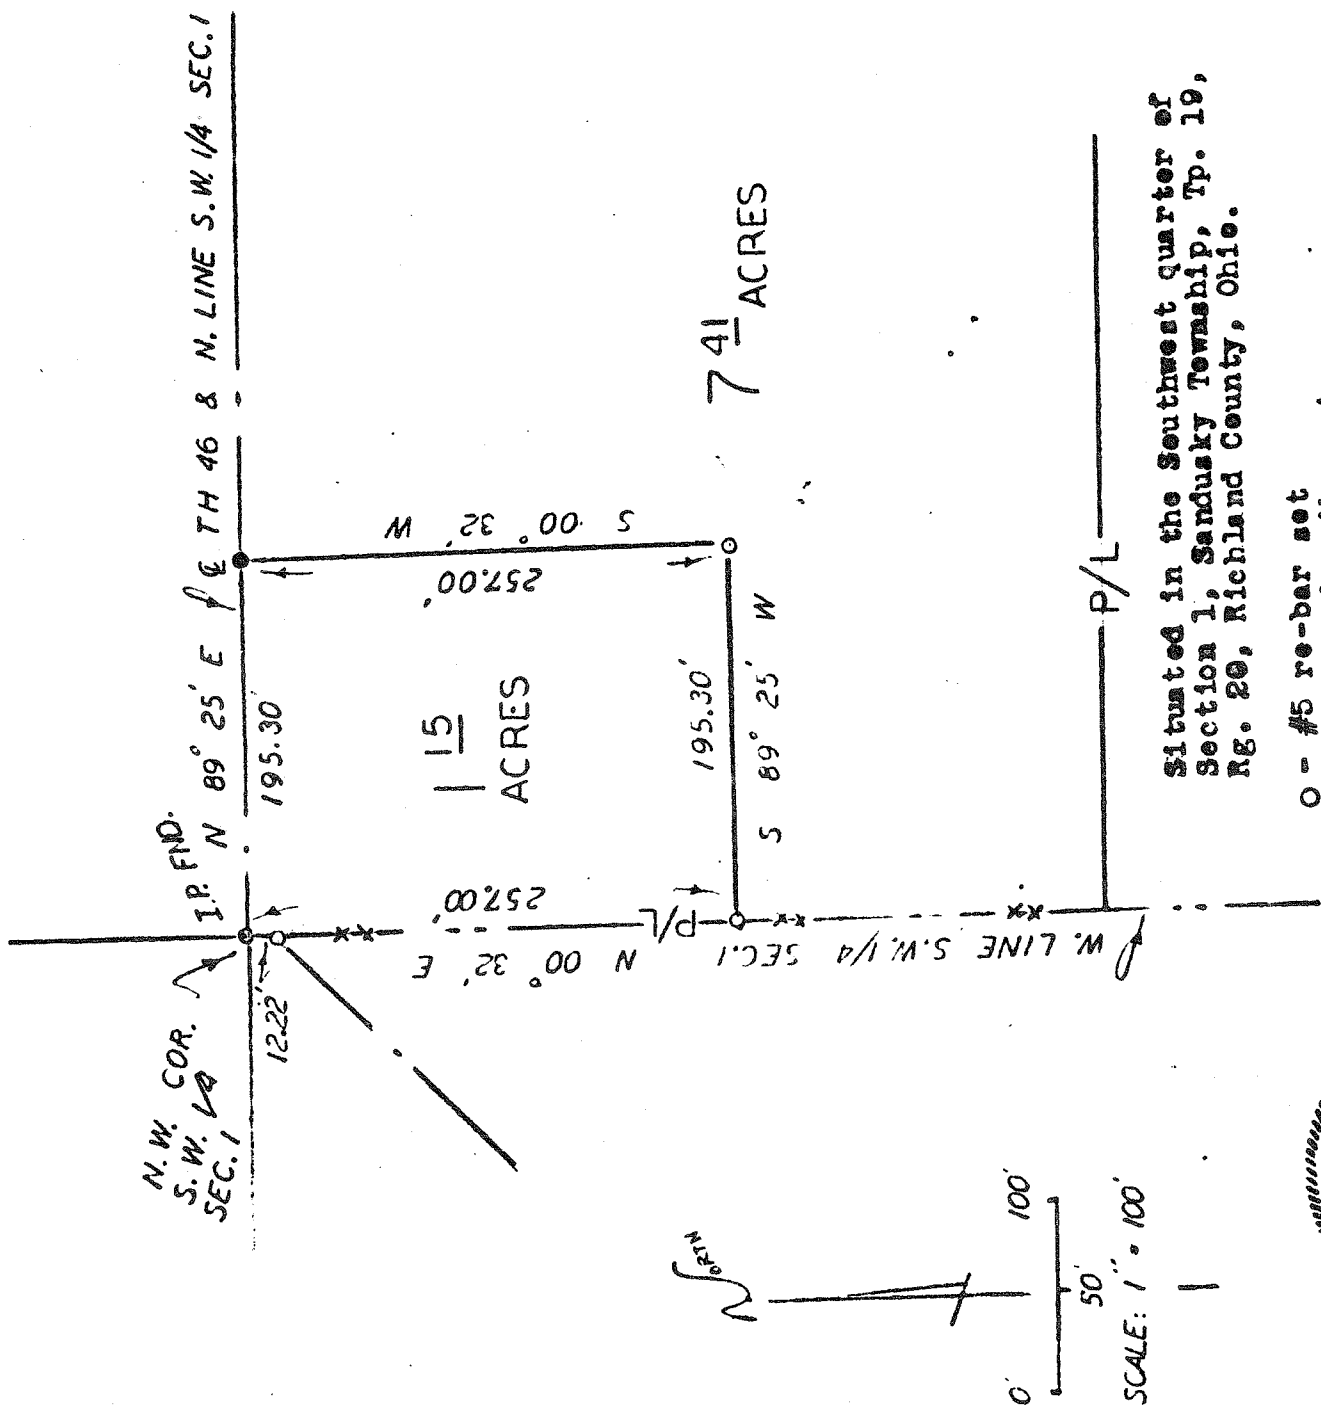 N. W. COR.
S. W. 1/4
SEC. 1
I.P. FND.
N 89° 25' E
℄ TH 46 & N. LINE S.W. 1/4 SEC. 1
195.30'
12.22'
257.00'
N 00° 32' E
1 15
ACRES
257.00'
S 00° 32' W
195.30'
S 89° 25' W
7 41
ACRES
P/L
W. LINE S.W. 1/4 SEC. 1
P/L
NORTH
0' 50' 100'
SCALE: 1" = 100'
Situated in the Southwest quarter of
Section 1, Sandusky Township, Tp. 19,
Rg. 20, Richland County, Ohio.
o - #5 re-bar set